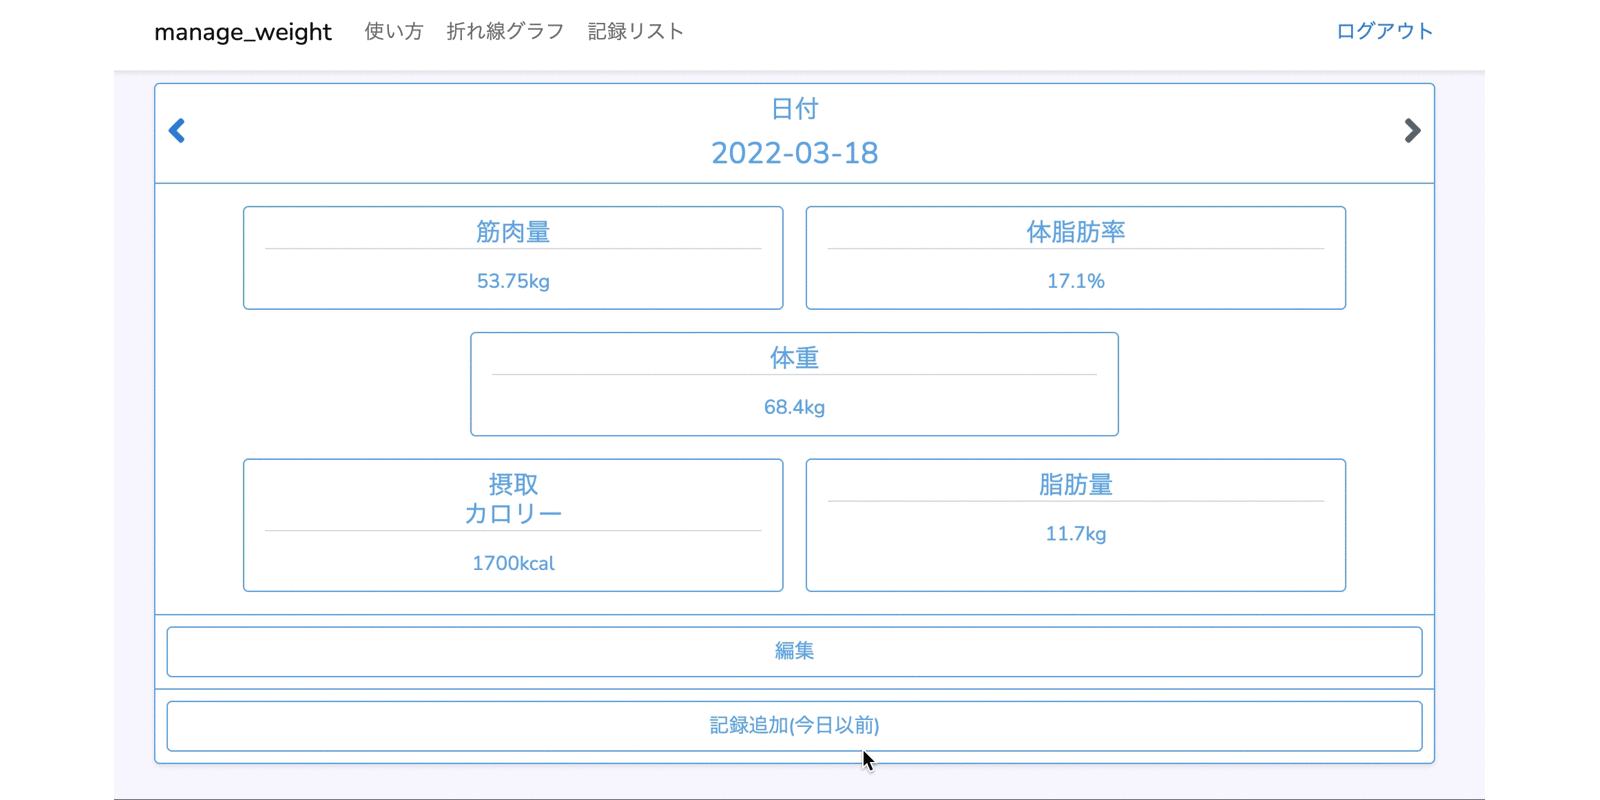 manage_weight 使い方 折れ線グラフ 記録リスト ログアウト
日付
2022-03-18
筋肉量
53.75kg
体脂肪率
17.1%
体重
68.4kg
摂取
カロリー
1700kcal
脂肪量
11.7kg
編集
記録追加(今日以前)